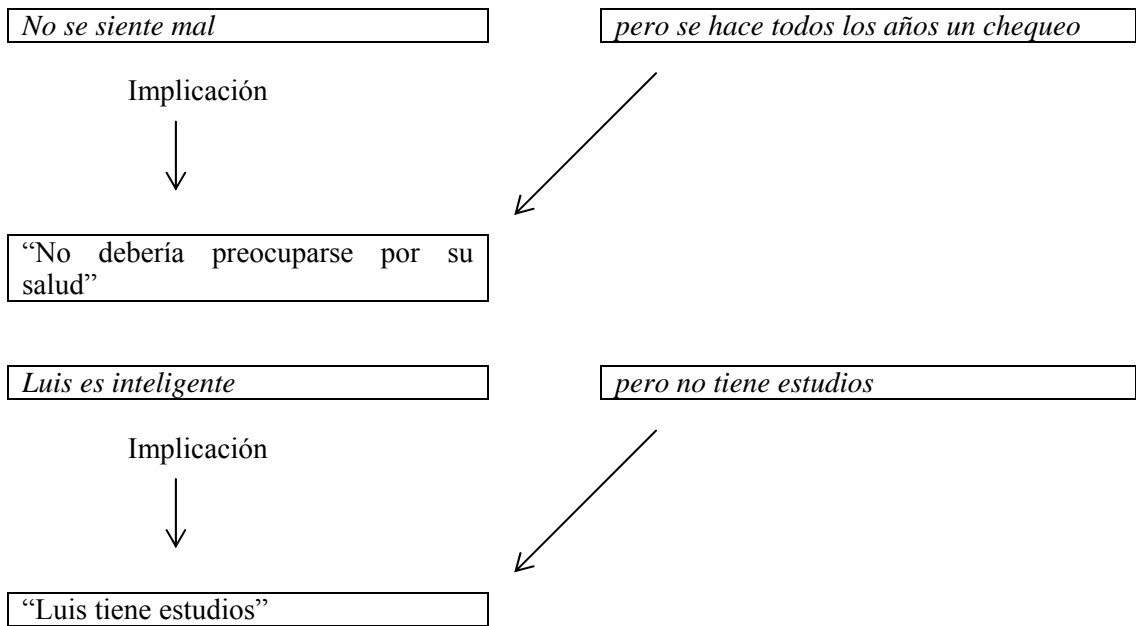 No se siente mal
pero se hace todos los años un chequeo
Implicación
“No debería preocuparse por su
salud”
Luis es inteligente
pero no tiene estudios
Implicación
“Luis tiene estudios”